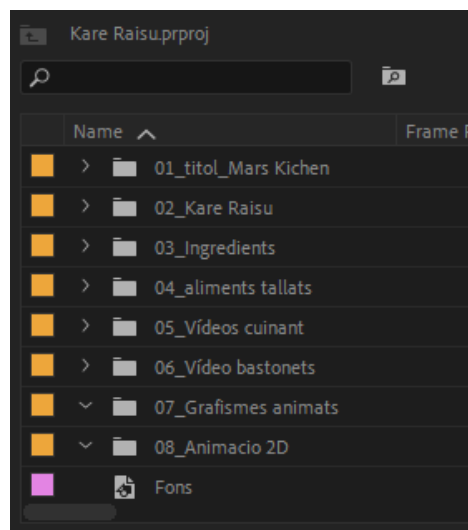 Kare Raisu.prproj
Name Frame
01_titol_Mars Kichen
02_Kare Raisu
03_Ingredients
04_aliments tallats
05_Vídeos cuinant
06_Vídeo bastonets
07_Grafismes animats
08_Animacio 2D
Fons